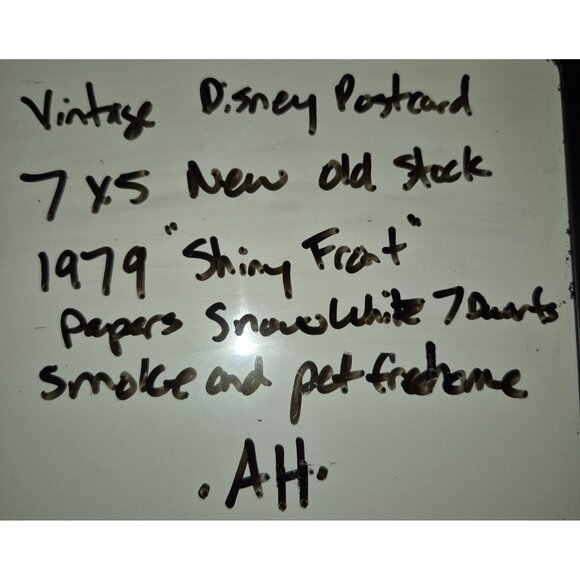 Vintage Disney Postcard
7 x 5 New old Stock
1979 "Shiny Front"
papers Snow White 7 Dwarfs
smoke and pet free home
. AH .